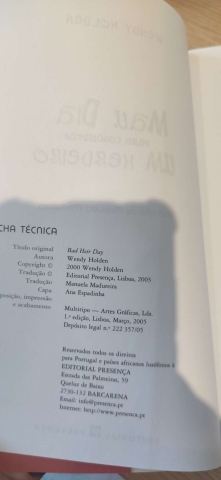 CHA TÉCNICA
Título original Bad Heir Day
Autora Wendy Holden
Copyright © 2000 Wendy Holden
Tradução © Editorial Presença, Lisboa, 2005
Tradução Manuela Madureira
Capa Ana Espadinha
posição, impressão
e acabamento Multitipo — Artes Gráficas, Lda.
1.ª edição, Lisboa, Março, 2005
Depósito legal n.º 222 357/05
Reservados todos os direitos
para Portugal e países africanos lusófonos à
EDITORIAL PRESENÇA
Estrada das Palmeiras, 59
Queluz de Baixo
2730-132 BARCARENA
Email: info@presenca.pt
Internet: http://www.presenca.pt